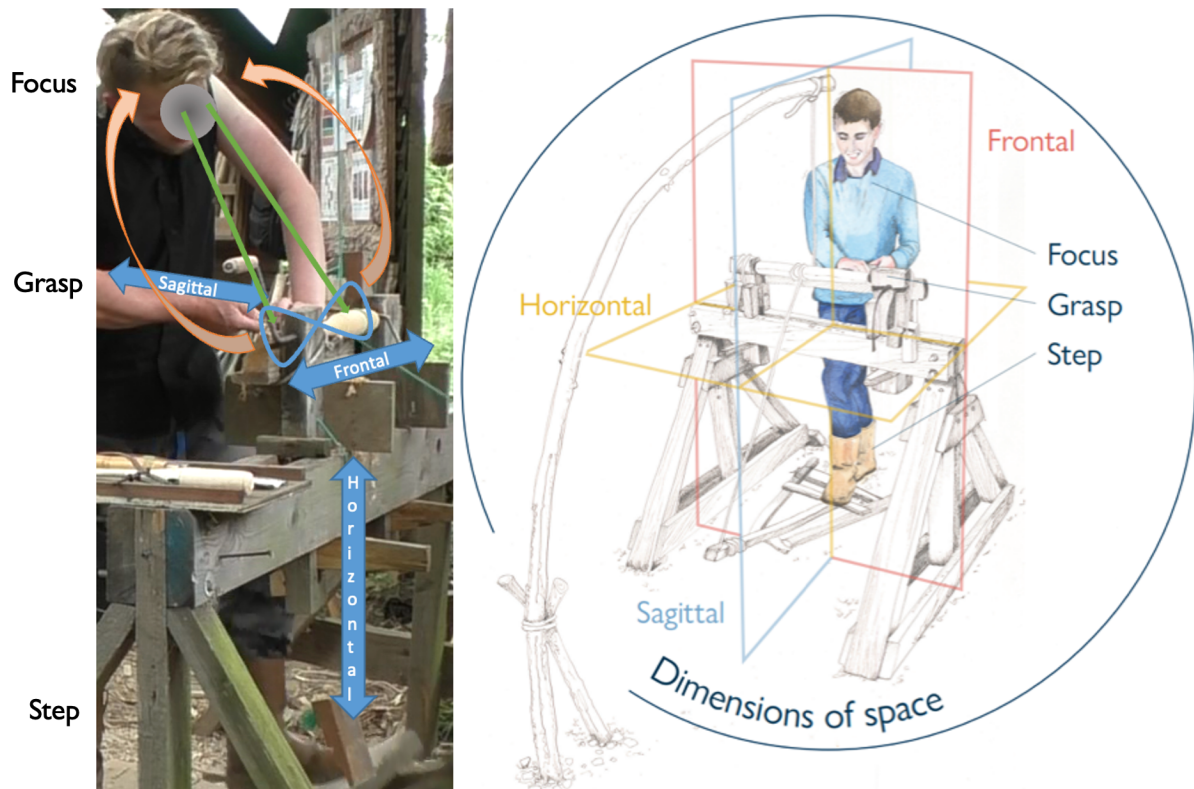 Focus
Grasp
Sagittal
Frontal
Horizontal
Step
Frontal
Focus
Grasp
Step
Horizontal
Sagittal
Dimensions of space